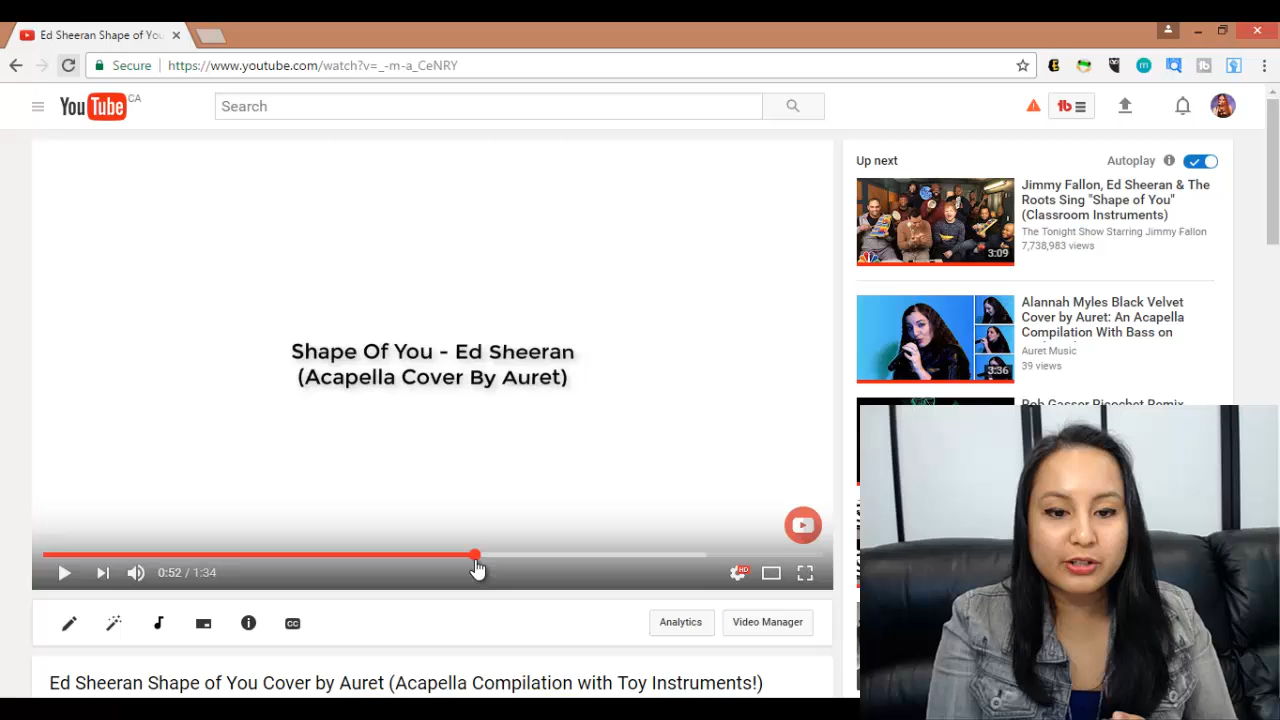 Ed Sheeran Shape of You
Secure
https://www.youtube.com/watch?v=_-m-a_CeNRY
YouTube CA
Search
Up next
Autoplay
Jimmy Fallon, Ed Sheeran & The
Roots Sing "Shape of You"
(Classroom Instruments)
The Tonight Show Starring Jimmy Fallon
7,738,983 views
3:09
Alannah Myles Black Velvet
Cover by Auret: An Acapella
Compilation With Bass on
Auret Music
39 views
3:36
Rob Gasser Ricochet Remix
Shape Of You - Ed Sheeran
(Acapella Cover By Auret)
0:52 / 1:34
HD
CC
Analytics
Video Manager
Ed Sheeran Shape of You Cover by Auret (Acapella Compilation with Toy Instruments!)